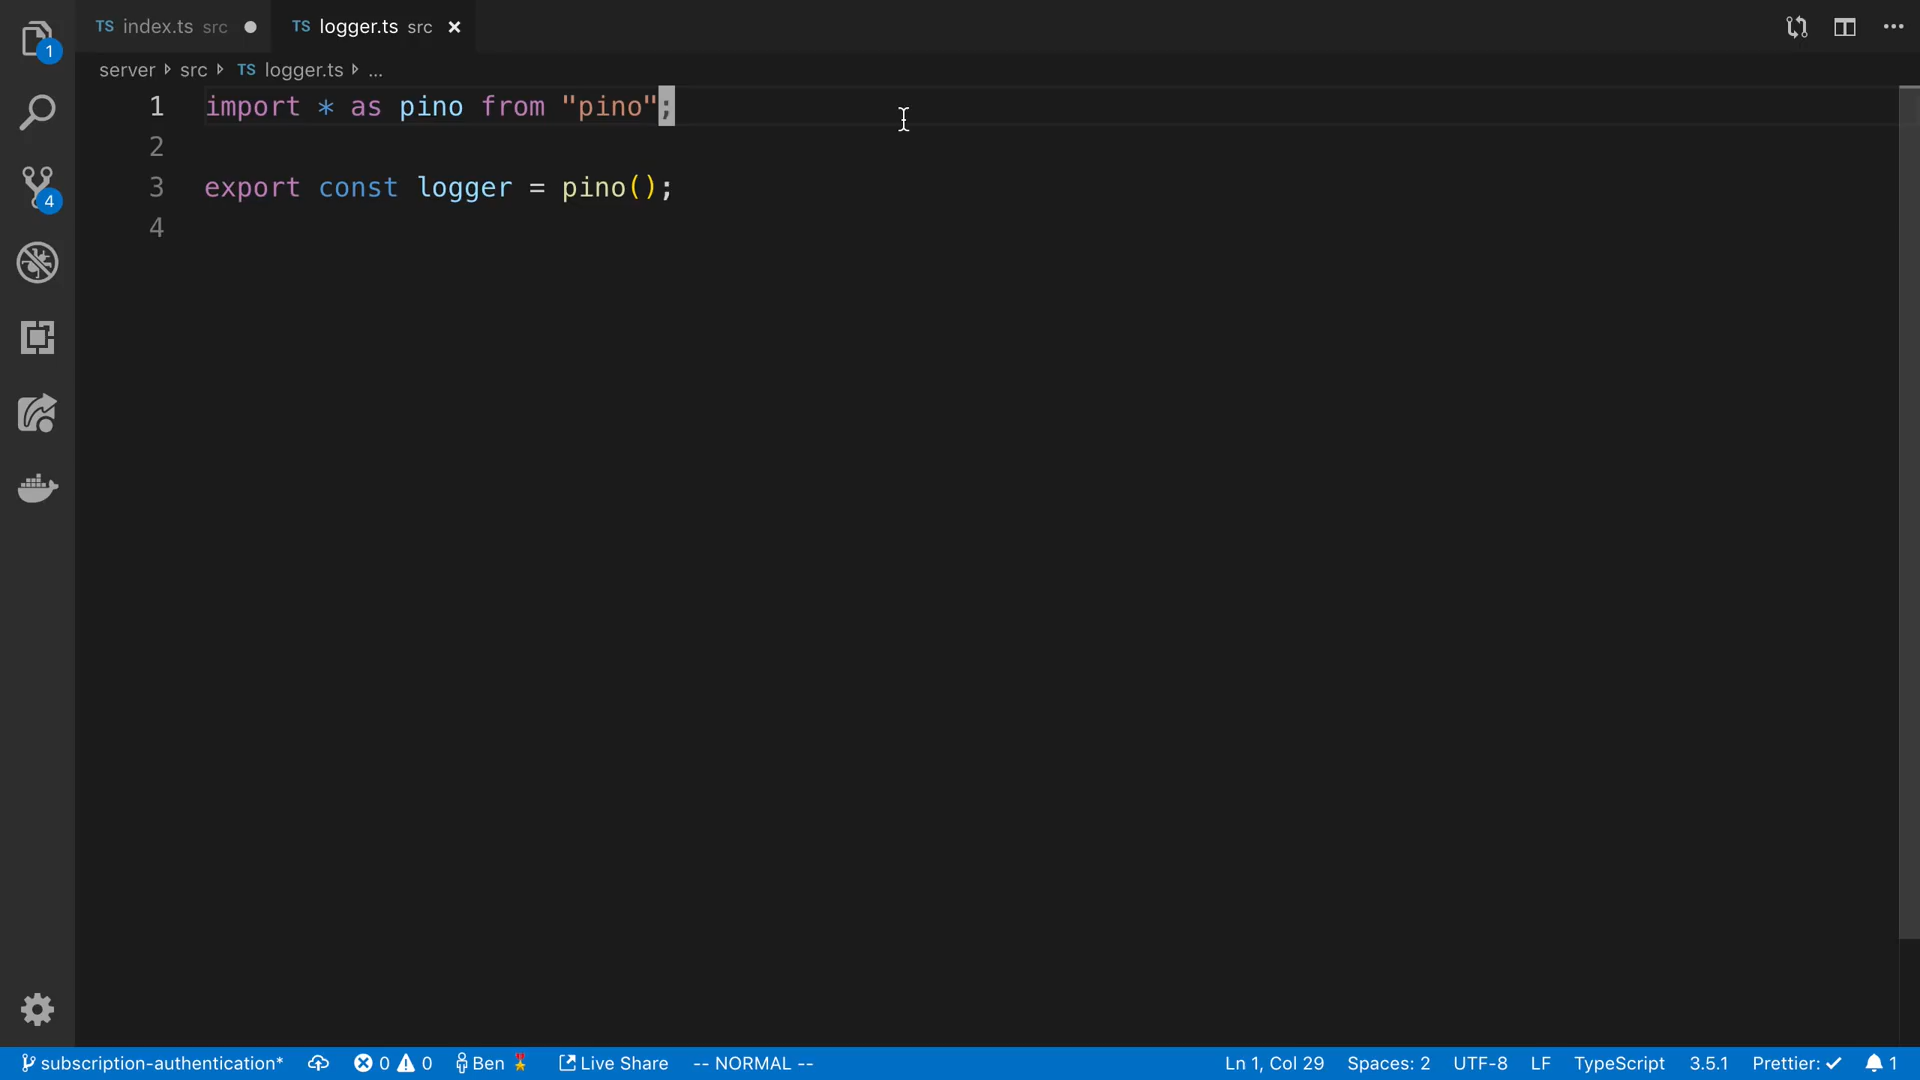 TS index.ts src
TS logger.ts src
1
server src TS logger.ts ...
1 import * as pino from "pino";
2
3 export const logger = pino();
4
4
subscription-authentication* 0 0 Ben Live Share -- NORMAL -- Ln 1, Col 29 Spaces: 2 UTF-8 LF TypeScript 3.5.1 Prettier: 1